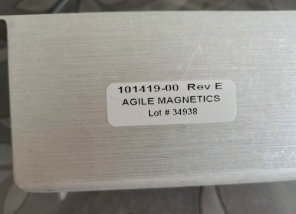 101419-00 Rev E
AGILE MAGNETICS
Lot # 34938